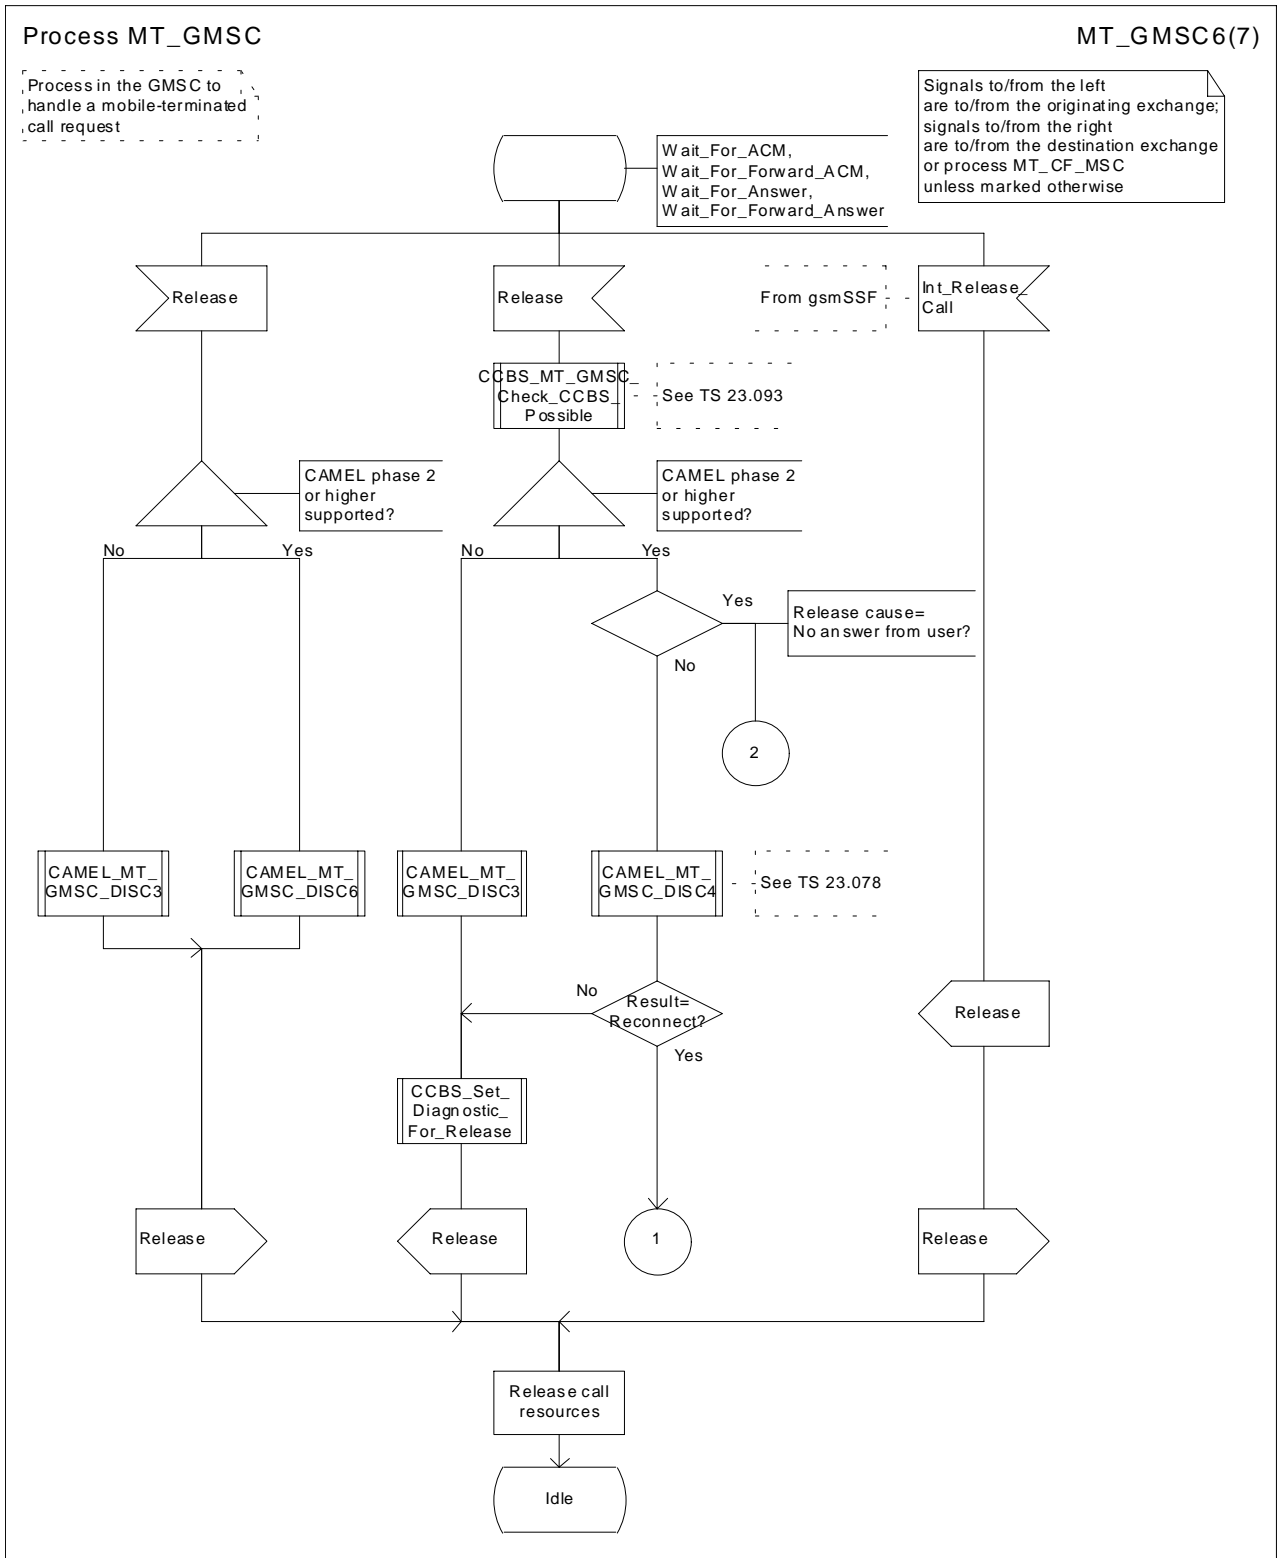 Process MT_GMSC
MT_GMSC6(7)
Process in the GMSC to
handle a mobile-terminated
call request
Signals to/from the left
are to/from the originating exchange;
signals to/from the right
are to/from the destination exchange
or process MT_CF_MSC
unless marked otherwise
Wait_For_ACM,
Wait_For_Forward_ACM,
Wait_For_Answer,
Wait_For_Forward_Answer
Release
Release
From gsmSSF
Int_Release_
Call
CCBS_MT_GMSC_
Check_CCBS_
Possible
See TS 23.093
CAMEL phase 2
or higher
supported?
CAMEL phase 2
or higher
supported?
No
Yes
No
Yes
Yes
Release cause=
No answer from user?
No
2
CAMEL_MT_
GMSC_DISC3
CAMEL_MT_
GMSC_DISC6
CAMEL_MT_
GMSC_DISC3
CAMEL_MT_
GMSC_DISC4
See TS 23.078
No
Result=
Reconnect?
Yes
Release
CCBS_Set_
Diagnostic_
For_Release
Release
Release
1
Release
Release call
resources
Idle